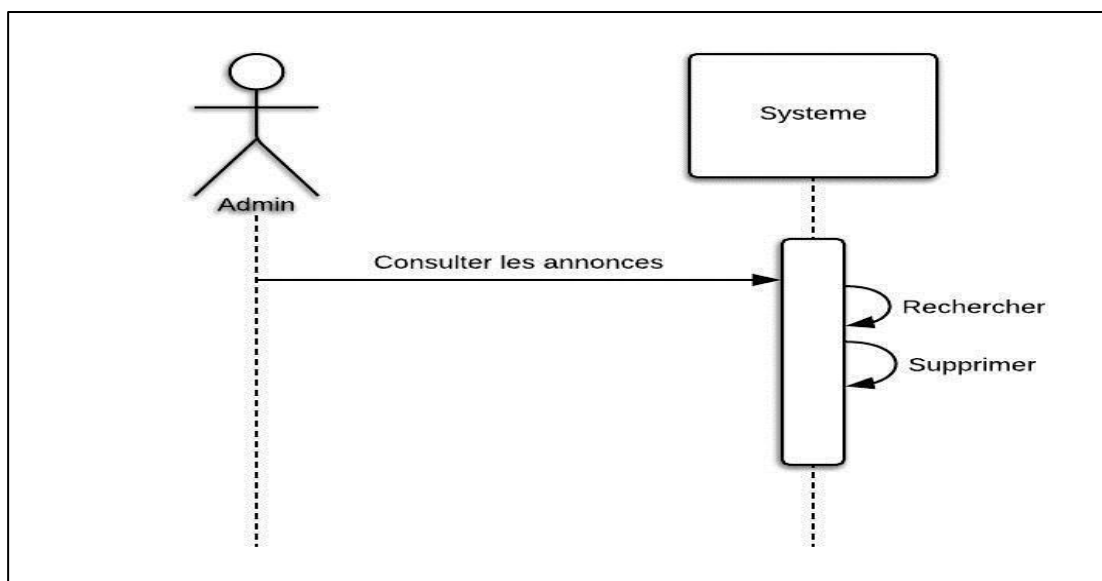 Systeme
Admin
Consulter les annonces
Rechercher
Supprimer